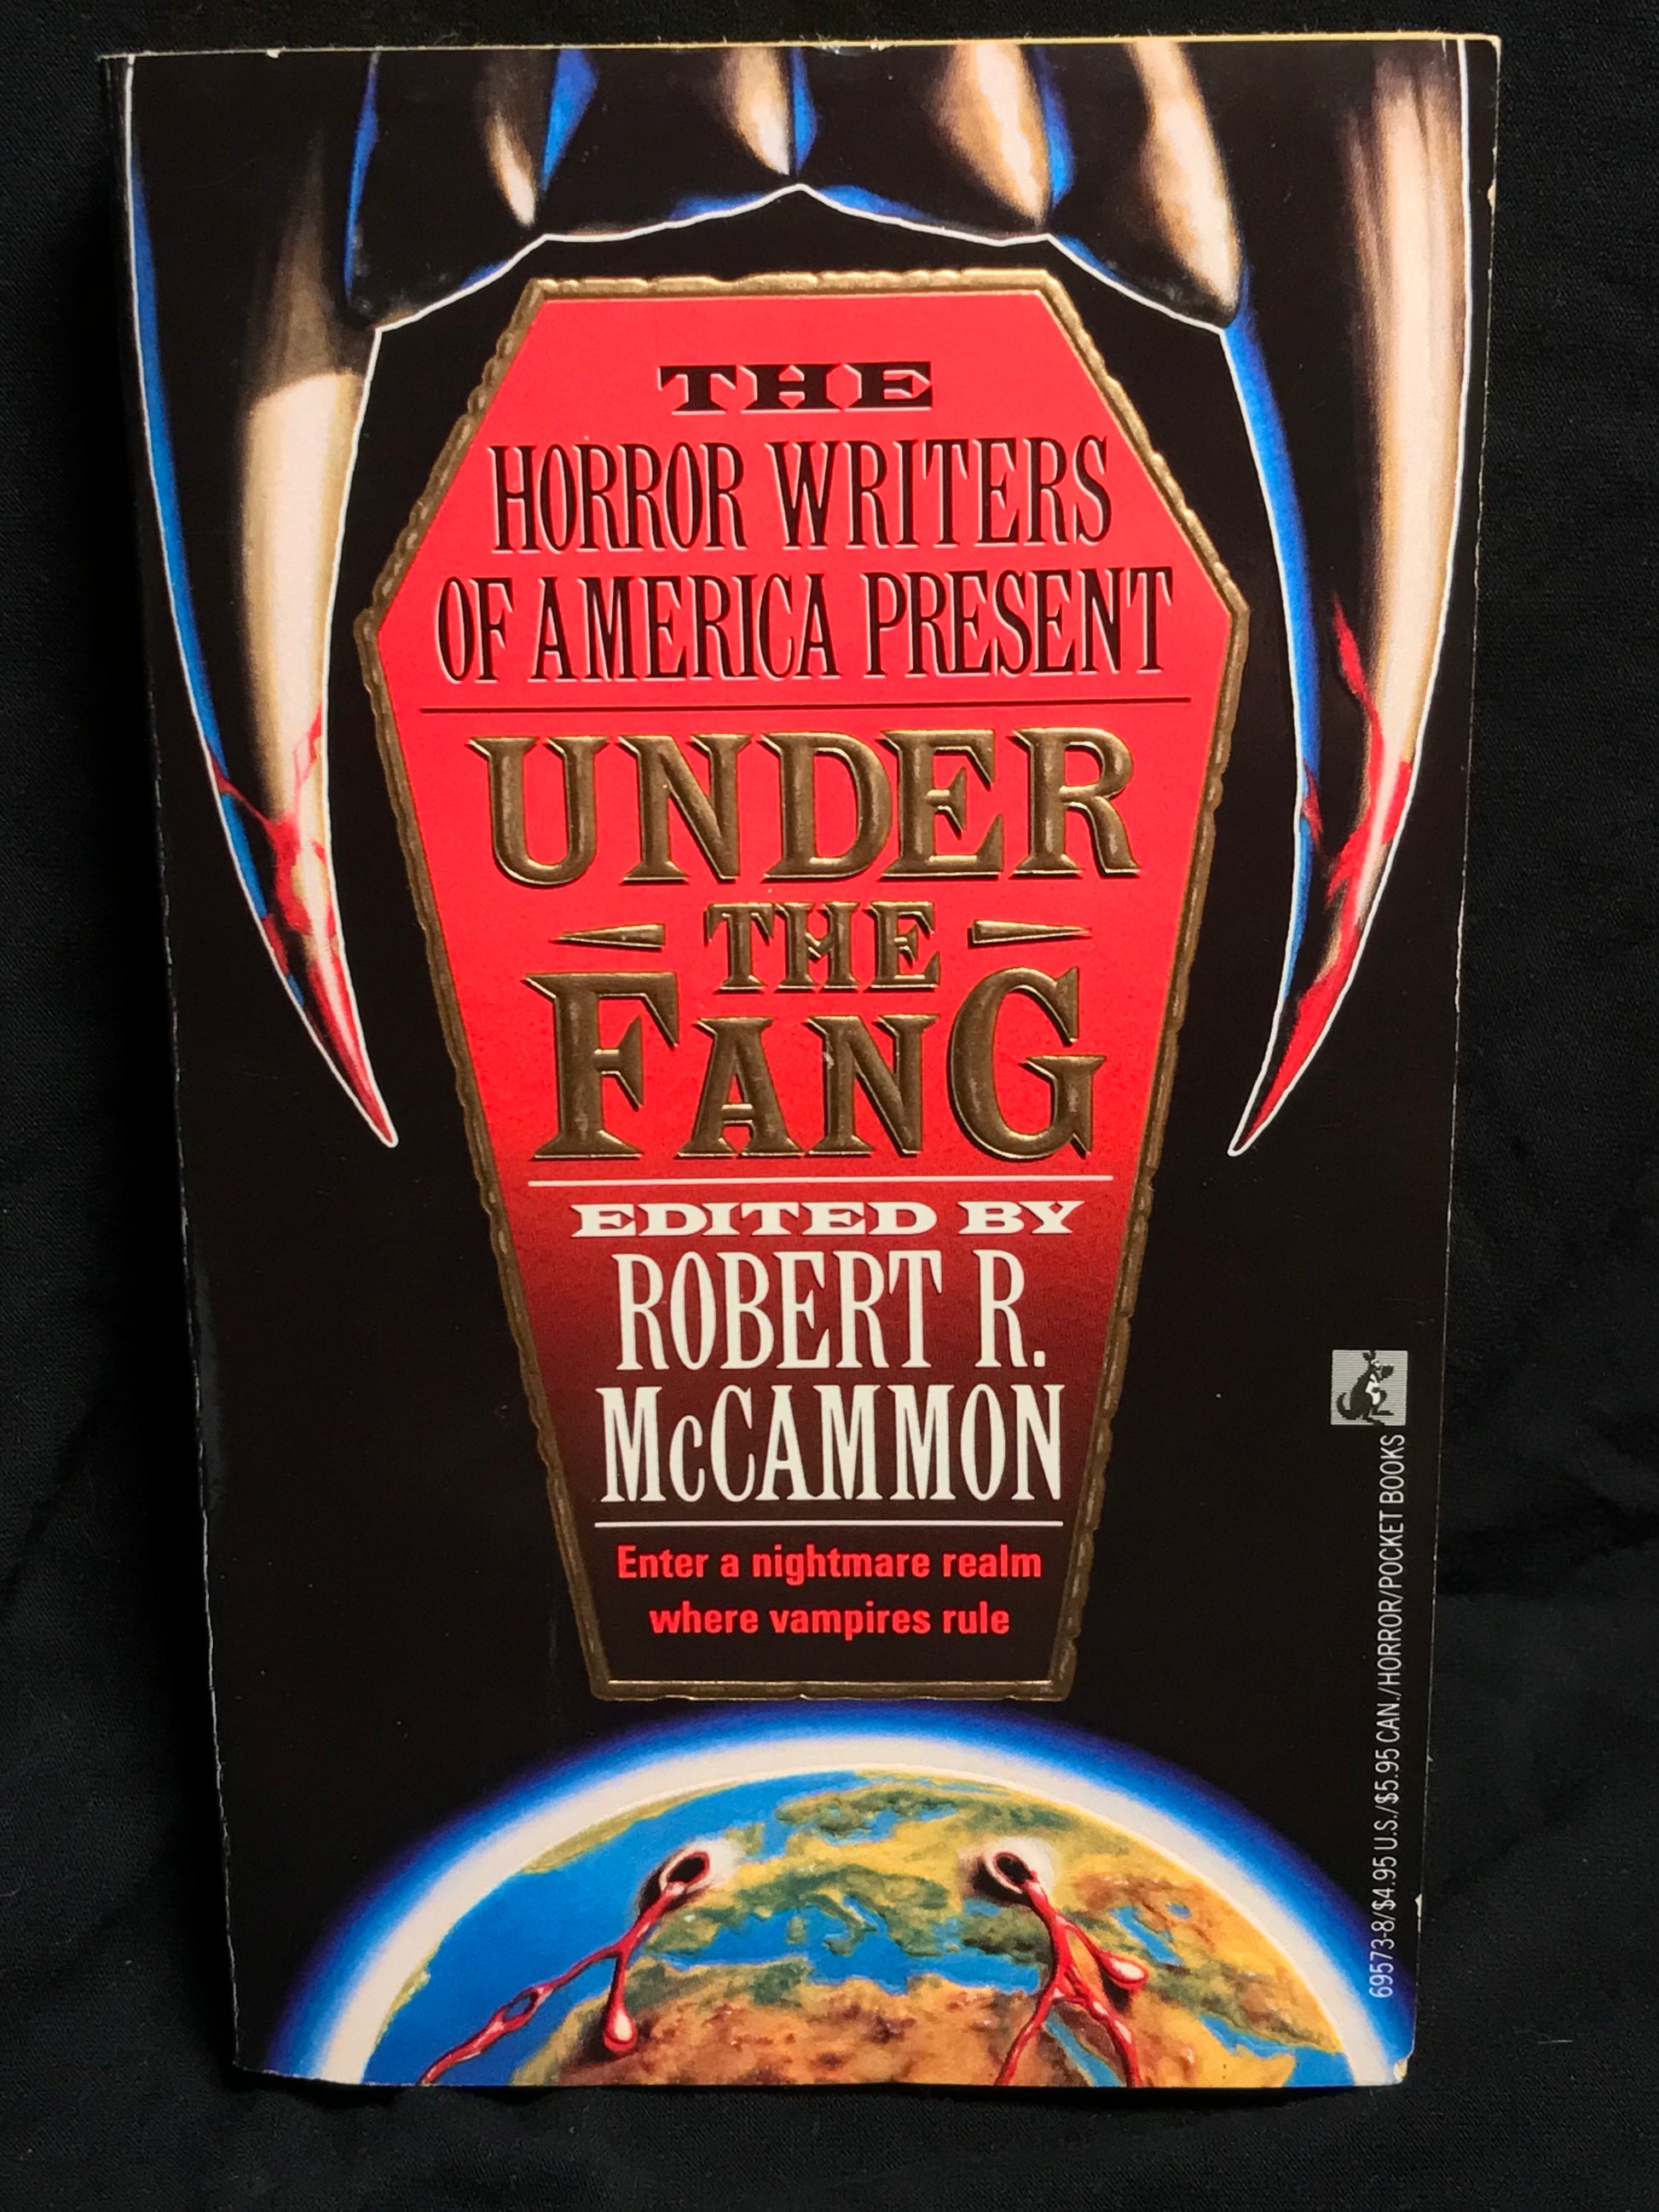 THE
HORROR WRITERS
OF AMERICA PRESENT
UNDER
THE
FANG
EDITED BY
ROBERT R.
McCAMMON
Enter a nightmare realm
where vampires rule
69573-8/$4.95 U.S./$5.95 CAN./HORROR/POCKET BOOKS